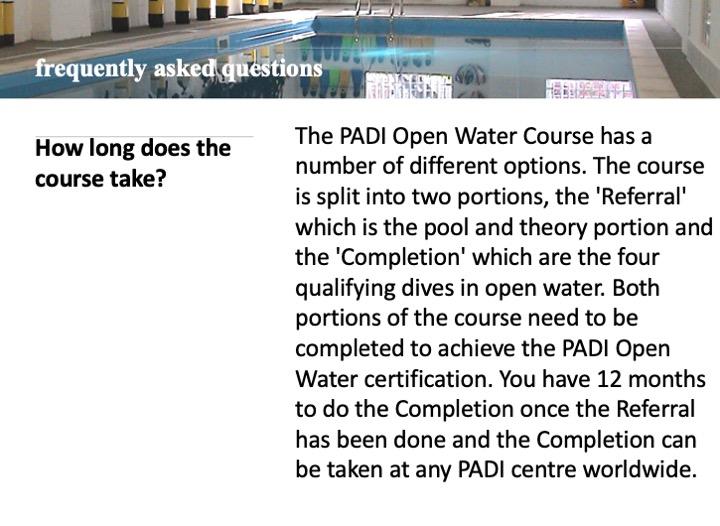 frequently asked questions
How long does the
course take?
The PADI Open Water Course has a
number of different options. The course
is split into two portions, the 'Referral'
which is the pool and theory portion and
the 'Completion' which are the four
qualifying dives in open water. Both
portions of the course need to be
completed to achieve the PADI Open
Water certification. You have 12 months
to do the Completion once the Referral
has been done and the Completion can
be taken at any PADI centre worldwide.